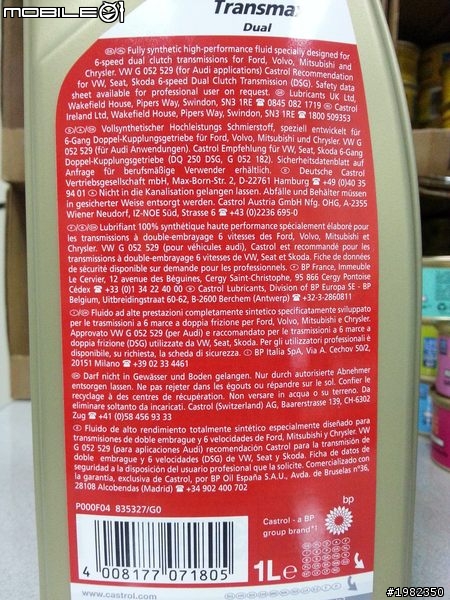 MOBILE01
Transmax
Dual
Fully synthetic high-performance fluid specially designed for
6-speed dual clutch transmissions for Ford, Volvo, Mitsubishi and
Chrysler. VW G 052 529 (for Audi applications) Castrol Recommendation
for VW, Seat, Skoda 6-speed Dual Clutch Transmission (DSG). Safety data
sheet available for professional user on request. Lubricants UK Ltd,
Wakefield House, Pipers Way, Swindon, SN3 1RE ☎ 0845 082 1719 Castrol
Ireland Ltd, Wakefield House, Pipers Way, Swindon, SN3 1RE ☎ 1800 509353
Vollsynthetischer Hochleistungs Schmierstoff, speziell entwickelt für
6-Gang Doppel-Kupplungsgetriebe für Ford, Volvo, Mitsubishi und Chrysler. VW G
052 529 (für Audi Anwendungen). Castrol Empfehlung für VW, Seat, Skoda 6-Gang
Doppel-Kupplungsgetriebe (DQ 250 DSG, G 052 182). Sicherheitsdatenblatt auf
Anfrage für berufsmäßige Verwender erhältlich. Deutsche Castrol
Vertriebsgesellschaft mbH, Max-Born-Str. 2, D-22761 Hamburg ☎ +49 (0)40 35
94 01 Nicht in die Kanalisation gelangen lassen. Abfälle und Behälter müssen
in gesicherter Weise entsorgt werden. Castrol Austria GmbH Nfg. OHG, A-2355
Wiener Neudorf, IZ-NOE Süd, Strasse 6 ☎ +43 (0)2236 695-0
Lubrifiant 100% synthétique haute performance spécialement élaboré pour
les transmissions à double-embrayage 6 vitesses de Ford, Volvo, Mitsubishi et
Chrysler. VW G 052 529 (pour véhicules audi), Castrol est recommandé pour les
transmissions à double-embrayage 6 vitesses de VW, Seat et Skoda. Fiche de données
de sécurité disponible sur demande pour les professionnels. BP France, Immeuble
Le Cervier, 12 avenue des Béguines, Cergy Saint-Christophe, 95 866 Cergy Pontoise
Cédex ☎ +33 (0)1 34 22 40 00 Castrol Lubricants, Division of BP Europa SE - BP
Belgium, Uitbreidingstraat 60-62, B-2600 Berchem (Antwerp) ☎ +32-3-2860811
Fluido ad alte prestazioni completamente sintetico specificatamente sviluppato
per le trasmissioni a 6 marce a doppia frizione per Ford, Volvo, Mitsubishi e Chrysler.
Approvato VW G 052 529 (per Audi) e raccomandato per le trasmissioni a 6 marce a
doppia frizione (DSG) utilizzate da VW, Seat, Skoda. Per gli utilizzatori professionali è
disponibile, su richiesta, la scheda di sicurezza. BP Italia SpA, Via A. Cechov 50/2,
20151 Milano ☎ +39 02 33 4461
Darf nicht in Gewässer und Boden gelangen. Nur durch autorisierte Abnehmer
entsorgen lassen. Ne pas rejeter dans les égouts ou répandre sur le sol. Confier le
recyclage à des centres de récupération. Non versare in acqua o su terreno. Da
eliminare soltanto da incaricati. Castrol (Switzerland) AG, Baarerstrasse 139, CH-6302
Zug ☎ +41 (0)58 456 93 33
Fluido de alto rendimiento totalmente sintético especialmente diseñado para
transmisiones de doble embrague y 6 velocidades de Ford, Mitsubishi y Chrysler. VW
G 052 529 (para aplicaciones Audi) recomendación Castrol para la transmisión de
doble embrague y 6 velocidades (DSG) de VW, Seat y Skoda. Ficha de datos de
seguridad a la disposición del usuario profesional que la solicite. Comercializado con
la garantía, exclusiva de Castrol, por BP Oil España S.A.U., Avda. de Bruselas n°36,
28108 Alcobendas (Madrid) ☎ +34 902 400 702
P000F04 835327/G0
4 008177 071805
Castrol - a BP
group brand
bp
1L e
www.castrol.com
#1982350